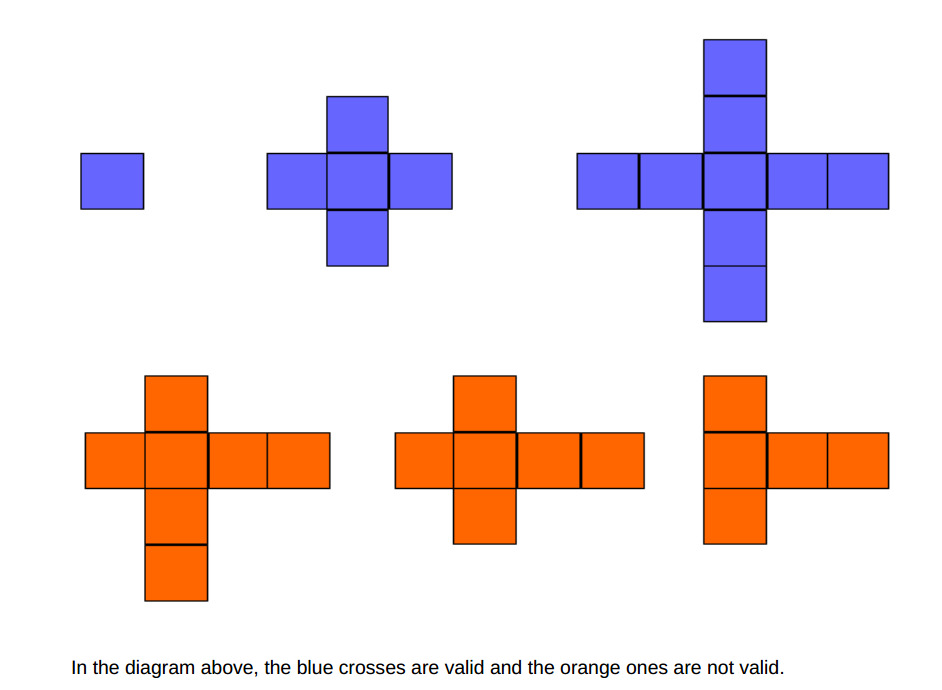 In the diagram above, the blue crosses are valid and the orange ones are not valid.